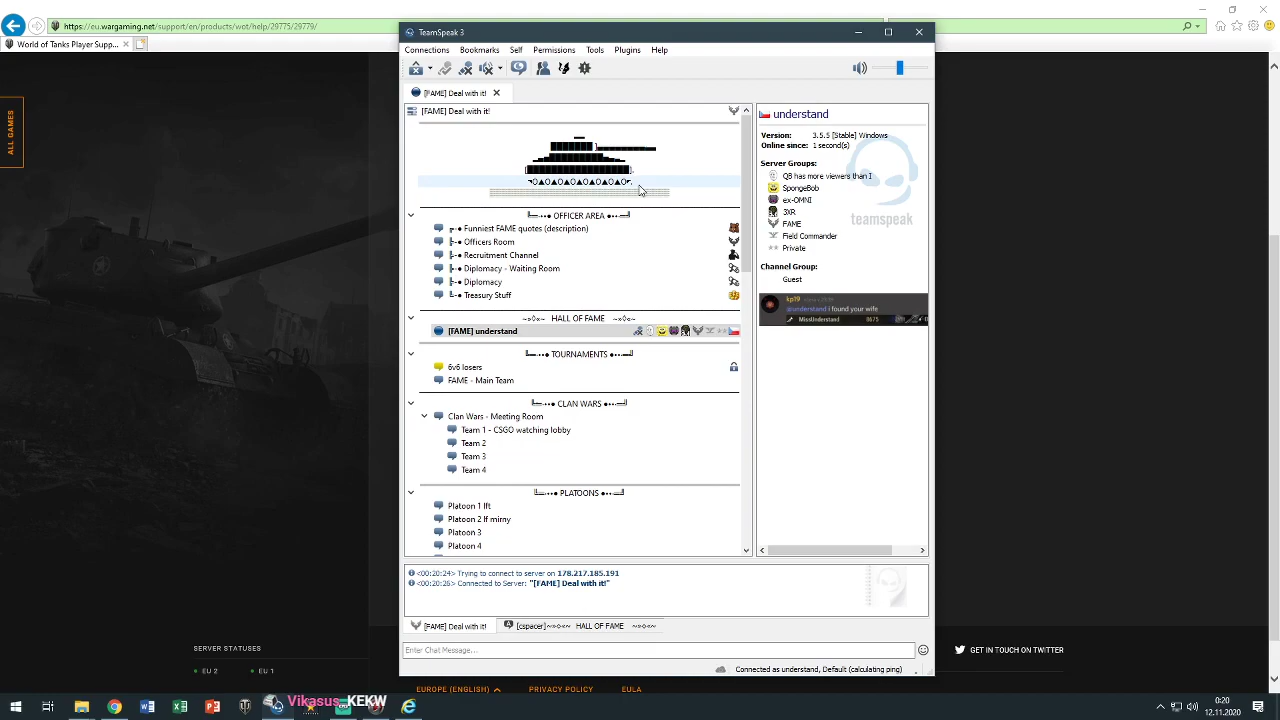 https://eu.wargaming.net/support/en/products/wot/help/29775/29779/
World of Tanks Player Supp...
ALL GAMES
TeamSpeak 3
Connections Bookmarks Self Permissions Tools Plugins Help
[FAME] Deal with it!
[FAME] Deal with it!
OFFICER AREA
Funniest FAME quotes (description)
Officers Room
Recruitment Channel
Diplomacy - Waiting Room
Diplomacy
Treasury Stuff
~»◊«~ HALL OF FAME ~»◊«~
[FAME] understand
TOURNAMENTS
6v6 losers
FAME - Main Team
CLAN WARS
Clan Wars - Meeting Room
Team 1 - CSGO watching lobby
Team 2
Team 3
Team 4
PLATOONS
Platoon 1 lft
Platoon 2 lf mirny
Platoon 3
Platoon 4
understand
Version: 3.5.5 [Stable] Windows
Online since: 1 second(s)
Server Groups:
QB has more viewers than I
SpongeBob
ex-OMNI
3XR
FAME
Field Commander
Private
teamspeak
Channel Group:
Guest
kp19
@understand i found your wife
MissUnderstand 8675
<00:20:24> Trying to connect to server on 178.217.185.191
<00:20:26> Connected to Server: "[FAME] Deal with it!"
[FAME] Deal with it!
[cspacer]~»◊«~ HALL OF FAME ~»◊«~
Enter Chat Message...
Connected as understand, Default (calculating ping)
SERVER STATUSES
EU 2 EU 1
GET IN TOUCH ON TWITTER
EUROPE (ENGLISH) PRIVACY POLICY EULA
Vikasus KEKW
0:20
12.11.2020